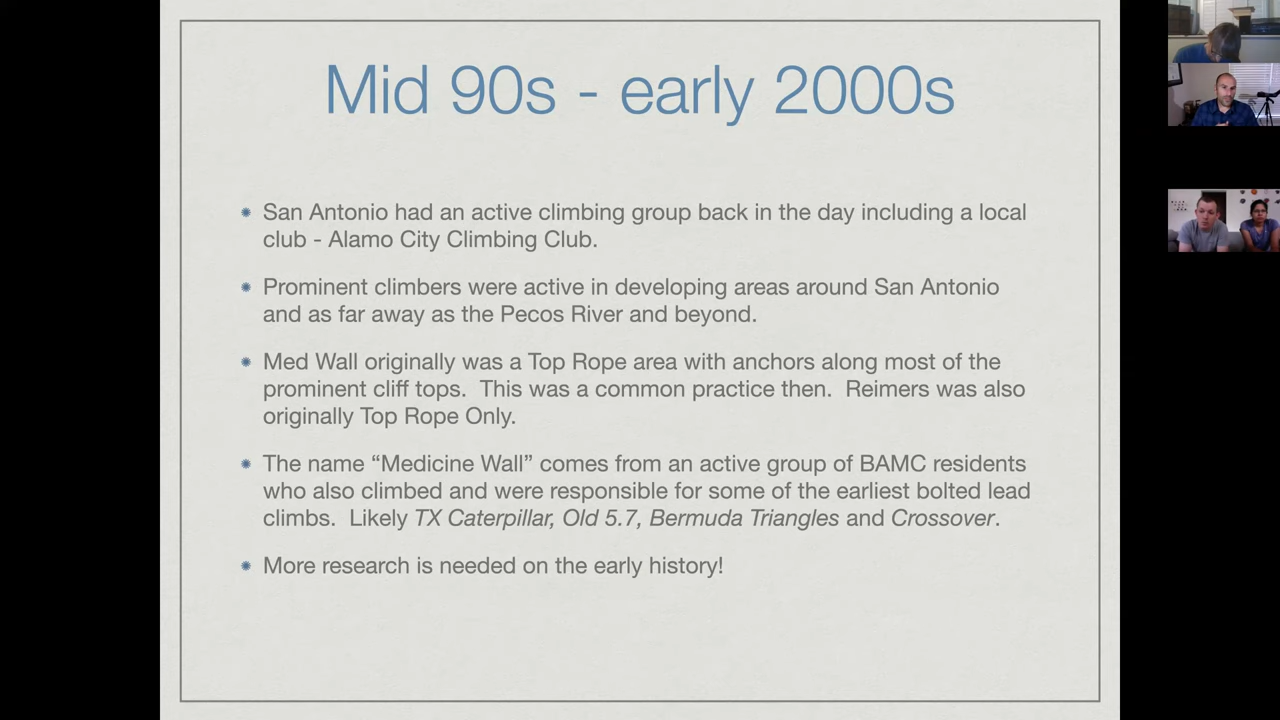 Mid 90s - early 2000s
San Antonio had an active climbing group back in the day including a local
club - Alamo City Climbing Club.
Prominent climbers were active in developing areas around San Antonio
and as far away as the Pecos River and beyond.
Med Wall originally was a Top Rope area with anchors along most of the
prominent cliff tops.  This was a common practice then.  Reimers was also
originally Top Rope Only.
The name “Medicine Wall” comes from an active group of BAMC residents
who also climbed and were responsible for some of the earliest bolted lead
climbs.  Likely TX Caterpillar, Old 5.7, Bermuda Triangles and Crossover.
More research is needed on the early history!